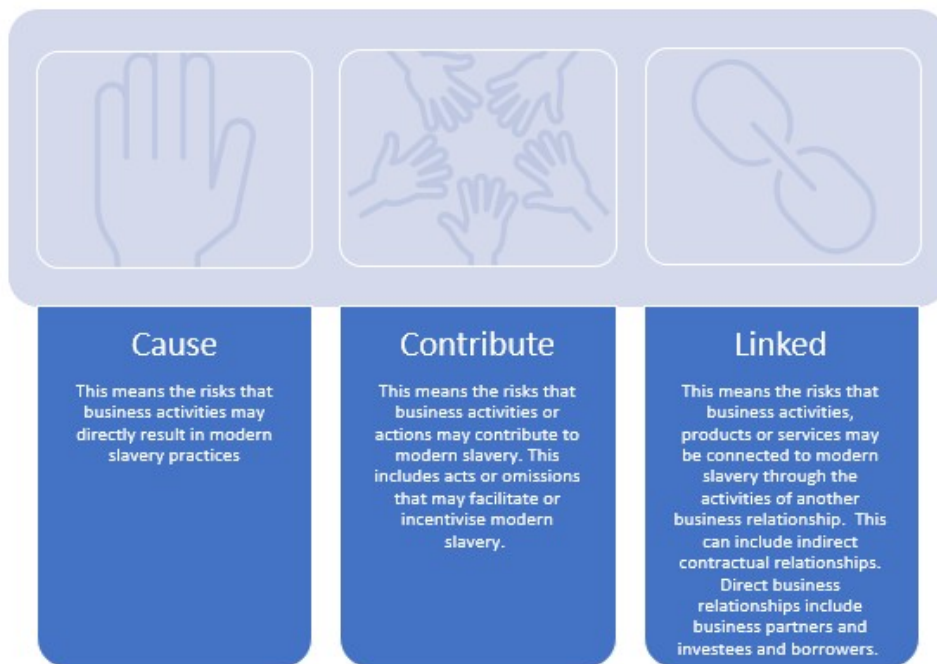 Cause
This means the risks that
business activities may
directly result in modern
slavery practices
Contribute
This means the risks that
business activities or
actions may contribute to
modern slavery. This
includes acts or omissions
that may facilitate or
incentivise modern
slavery.
Linked
This means the risks that
business activities,
products or services may
be connected to modern
slavery through the
activities of another
business relationship.  This
can include indirect
contractual relationships.
Direct business
relationships include
business partners and
investees and borrowers.